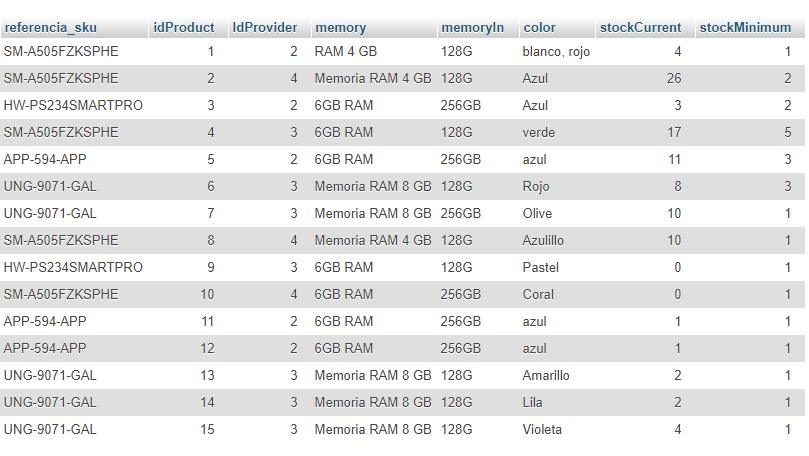 referencia_sku idProduct IdProvider memory memoryIn color stockCurrent stockMinimum
SM-A505FZKSPHE 1 2 RAM 4 GB 128G blanco, rojo 4 1
SM-A505FZKSPHE 2 4 Memoria RAM 4 GB 128G Azul 26 2
HW-PS234SMARTPRO 3 2 6GB RAM 256GB Azul 3 2
SM-A505FZKSPHE 4 3 6GB RAM 128G verde 17 5
APP-594-APP 5 2 6GB RAM 256GB azul 11 3
UNG-9071-GAL 6 3 Memoria RAM 8 GB 128G Rojo 8 3
UNG-9071-GAL 7 3 Memoria RAM 8 GB 256GB Olive 10 1
SM-A505FZKSPHE 8 4 Memoria RAM 4 GB 128G Azulillo 10 1
HW-PS234SMARTPRO 9 3 6GB RAM 128G Pastel 0 1
SM-A505FZKSPHE 10 4 6GB RAM 256GB Coral 0 1
APP-594-APP 11 2 6GB RAM 256GB azul 1 1
APP-594-APP 12 2 6GB RAM 256GB azul 1 1
UNG-9071-GAL 13 3 Memoria RAM 8 GB 128G Amarillo 2 1
UNG-9071-GAL 14 3 Memoria RAM 8 GB 128G Lila 2 1
UNG-9071-GAL 15 3 Memoria RAM 8 GB 128G Violeta 4 1